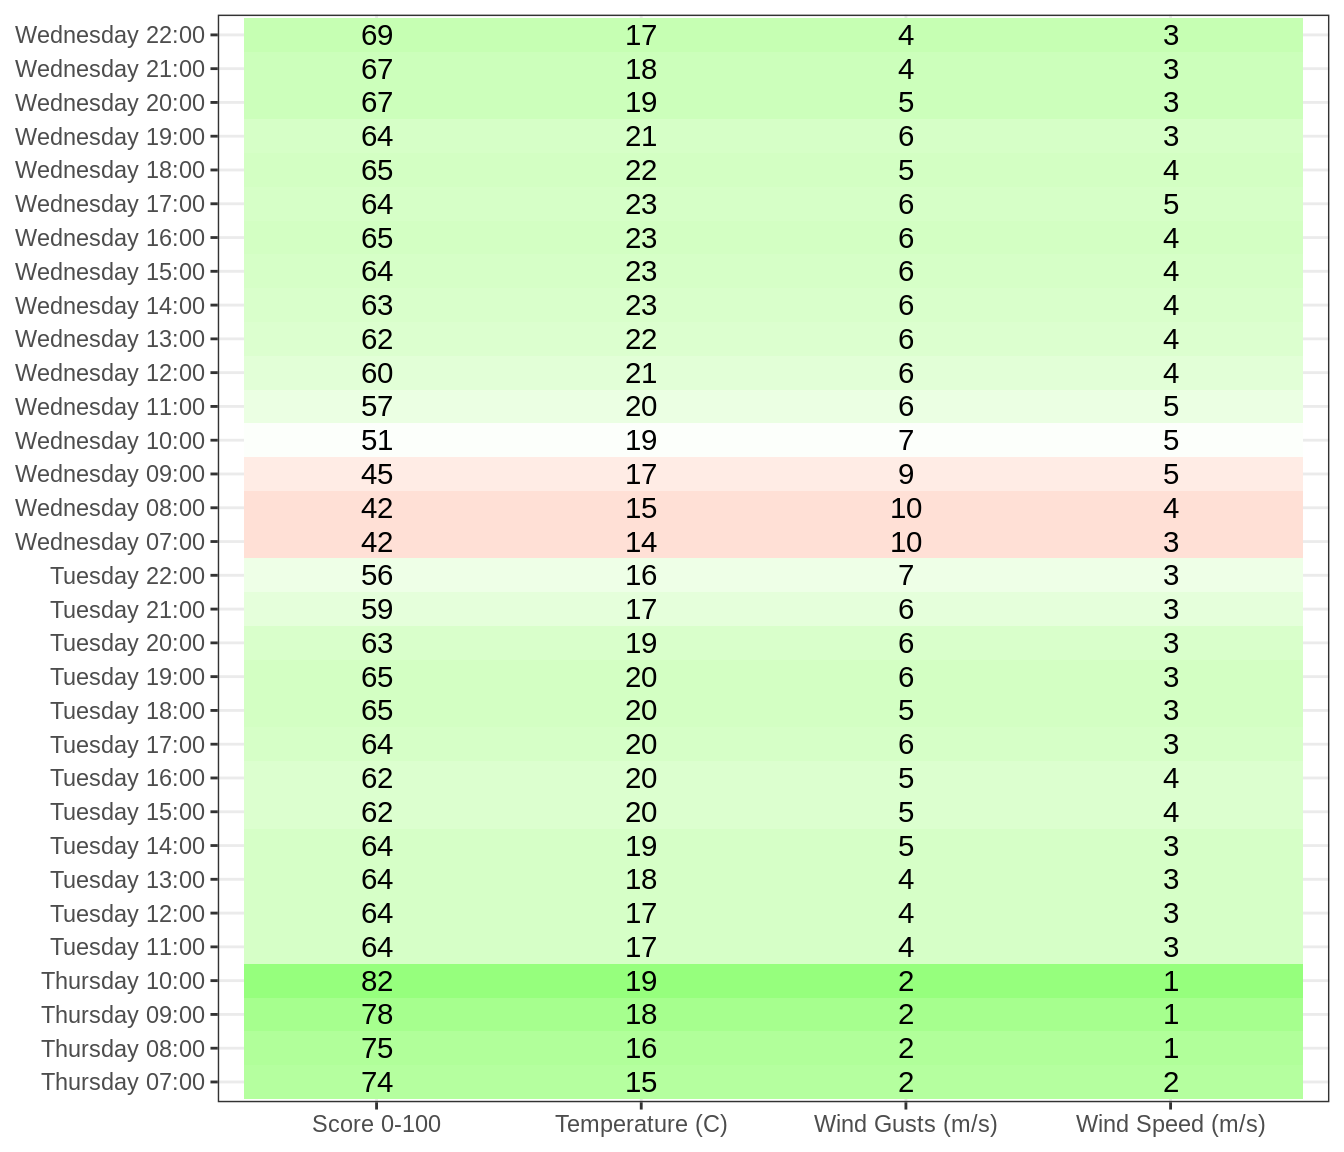 Wednesday 22:00 69 17 4 3
Wednesday 21:00 67 18 4 3
Wednesday 20:00 67 19 5 3
Wednesday 19:00 64 21 6 3
Wednesday 18:00 65 22 5 4
Wednesday 17:00 64 23 6 5
Wednesday 16:00 65 23 6 4
Wednesday 15:00 64 23 6 4
Wednesday 14:00 63 23 6 4
Wednesday 13:00 62 22 6 4
Wednesday 12:00 60 21 6 4
Wednesday 11:00 57 20 6 5
Wednesday 10:00 51 19 7 5
Wednesday 09:00 45 17 9 5
Wednesday 08:00 42 15 10 4
Wednesday 07:00 42 14 10 3
Tuesday 22:00 56 16 7 3
Tuesday 21:00 59 17 6 3
Tuesday 20:00 63 19 6 3
Tuesday 19:00 65 20 6 3
Tuesday 18:00 65 20 5 3
Tuesday 17:00 64 20 6 3
Tuesday 16:00 62 20 5 4
Tuesday 15:00 62 20 5 4
Tuesday 14:00 64 19 5 3
Tuesday 13:00 64 18 4 3
Tuesday 12:00 64 17 4 3
Tuesday 11:00 64 17 4 3
Thursday 10:00 82 19 2 1
Thursday 09:00 78 18 2 1
Thursday 08:00 75 16 2 1
Thursday 07:00 74 15 2 2
Score 0-100 Temperature (C) Wind Gusts (m/s) Wind Speed (m/s)